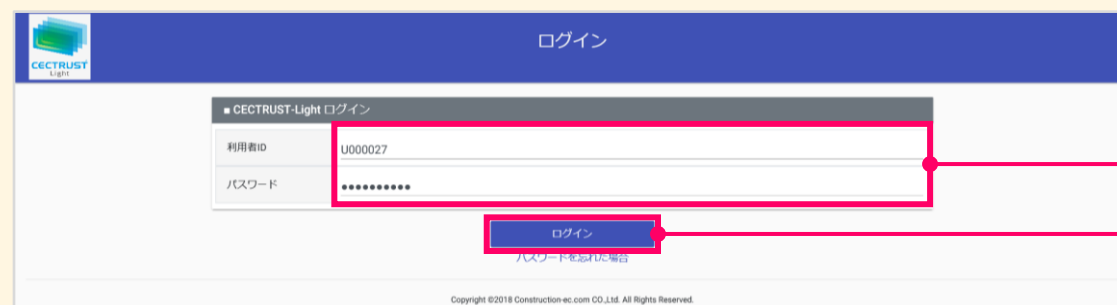 ログイン
CECTRUST
Light
■ CECTRUST-Light ログイン
利用者ID
U000027
パスワード
••••••••••
ログイン
パスワードを忘れた場合
Copyright ©2018 Construction-ec.com CO.,Ltd. All Rights Reserved.